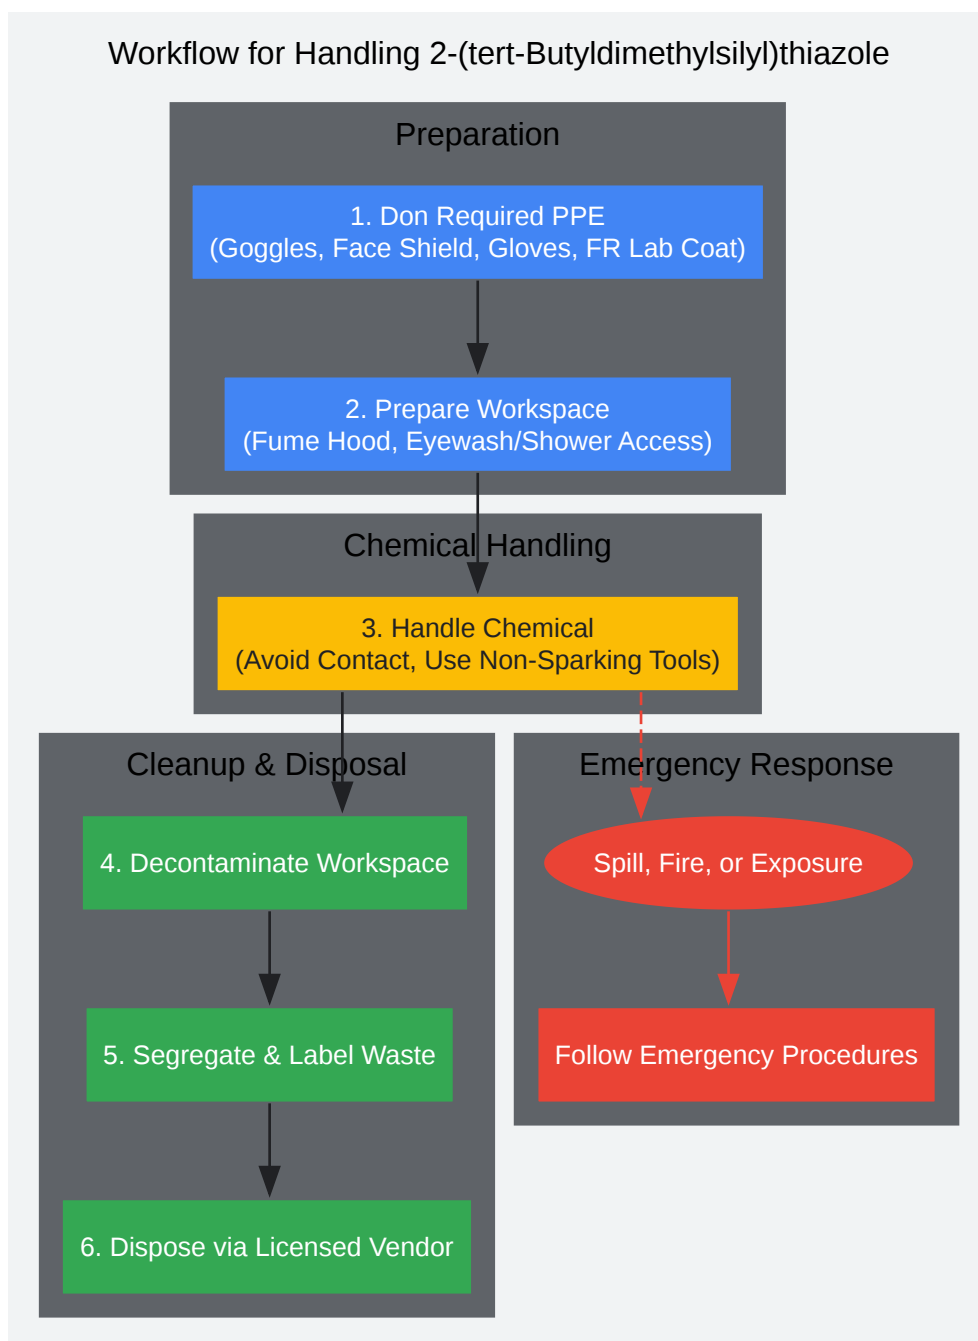 Workflow for Handling 2-(tert-Butyldimethylsilyl)thiazole
Preparation
1. Don Required PPE
(Goggles, Face Shield, Gloves, FR Lab Coat)
2. Prepare Workspace
(Fume Hood, Eyewash/Shower Access)
Chemical Handling
3. Handle Chemical
(Avoid Contact, Use Non-Sparking Tools)
Cleanup & Disposal
4. Decontaminate Workspace
5. Segregate & Label Waste
6. Dispose via Licensed Vendor
Emergency Response
Spill, Fire, or Exposure
Follow Emergency Procedures